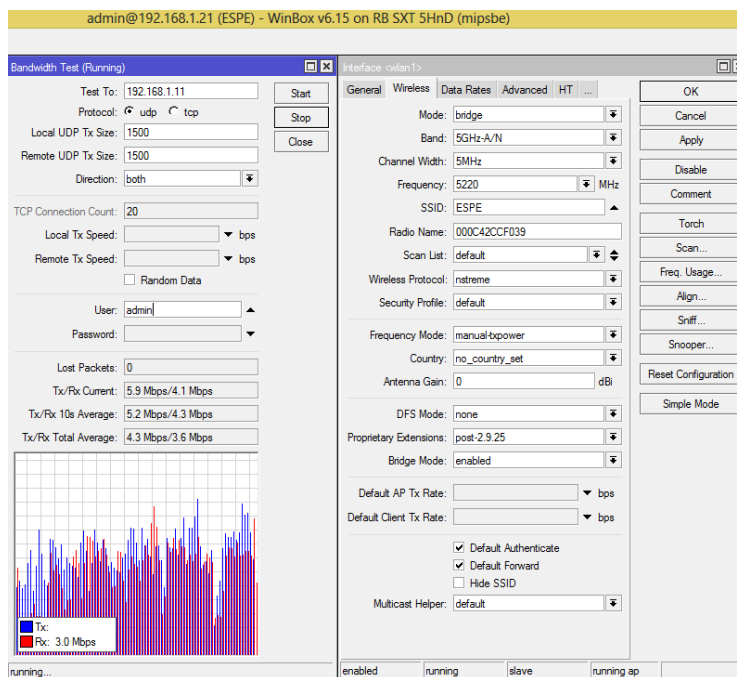 admin@192.168.1.21 (ESPE) - WinBox v6.15 on RB SXT 5HnD (mipsbe)
Bandwidth Test (Running)
Test To: 192.168.1.11
Protocol: udp tcp
Local UDP Tx Size: 1500
Remote UDP Tx Size: 1500
Direction: both
TCP Connection Count: 20
Local Tx Speed: bps
Remote Tx Speed: bps
Random Data
User: admin
Password:
Lost Packets: 0
Tx/Rx Current: 5.9 Mbps/4.1 Mbps
Tx/Rx 10s Average: 5.2 Mbps/4.3 Mbps
Tx/Rx Total Average: 4.3 Mbps/3.6 Mbps
Tx:
Rx: 3.0 Mbps
running...
Start
Stop
Close
Interface <wlan1>
General Wireless Data Rates Advanced HT ...
Mode: bridge
Band: 5GHz-A/N
Channel Width: 5MHz
Frequency: 5220 MHz
SSID: ESPE
Radio Name: 000C42CCF039
Scan List: default
Wireless Protocol: nstreme
Security Profile: default
Frequency Mode: manual-txpower
Country: no_country_set
Antenna Gain: 0 dBi
DFS Mode: none
Proprietary Extensions: post-2.9.25
Bridge Mode: enabled
Default AP Tx Rate: bps
Default Client Tx Rate: bps
Default Authenticate
Default Forward
Hide SSID
Multicast Helper: default
enabled running slave running ap
OK
Cancel
Apply
Disable
Comment
Torch
Scan...
Freq. Usage...
Align...
Sniff...
Snooper...
Reset Configuration
Simple Mode